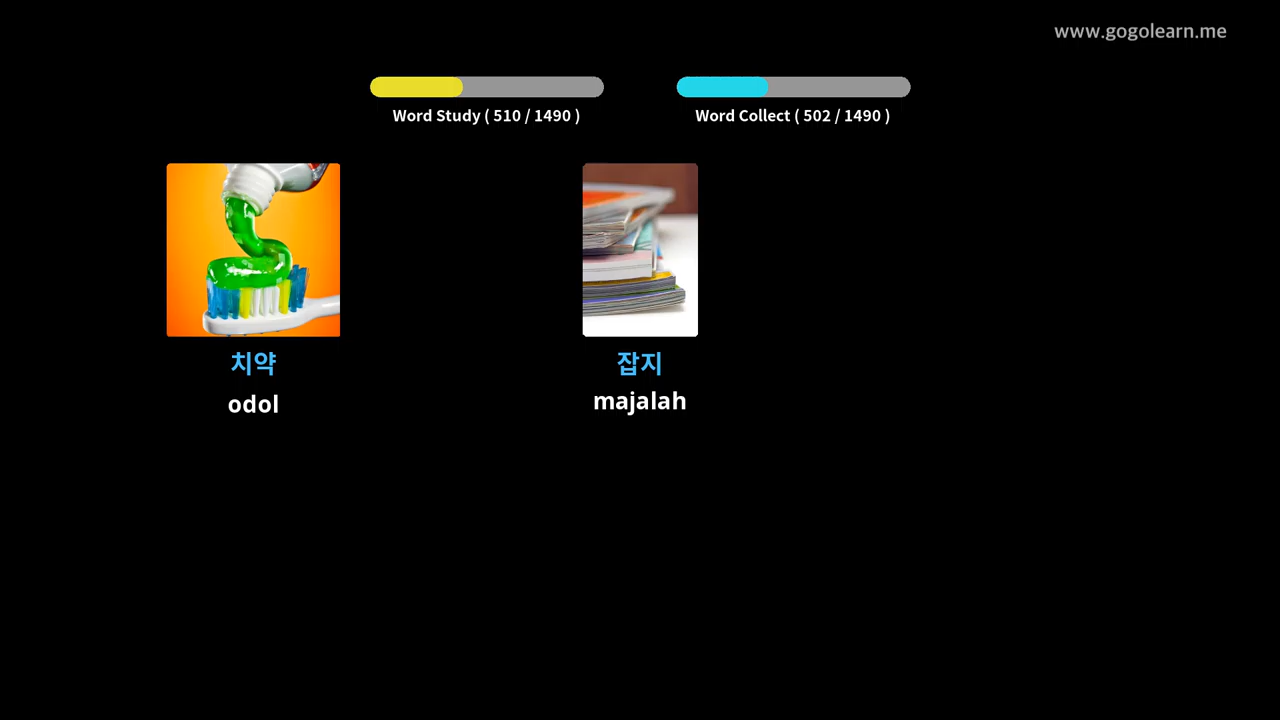 www.gogolearn.me
Word Study ( 510 / 1490 )
Word Collect ( 502 / 1490 )
치약
odol
잡지
majalah